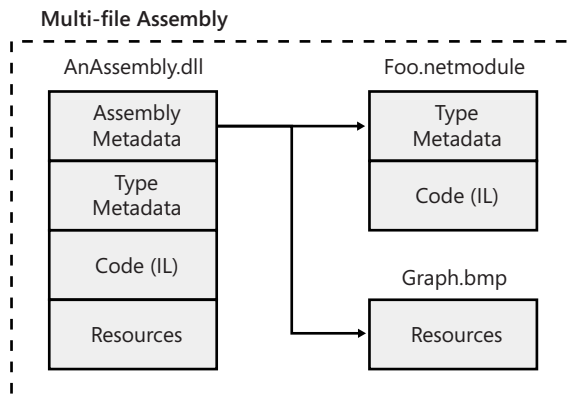 Multi-file Assembly
AnAssembly.dll
Assembly
Metadata
Type
Metadata
Code (IL)
Resources
Foo.netmodule
Type
Metadata
Code (IL)
Graph.bmp
Resources